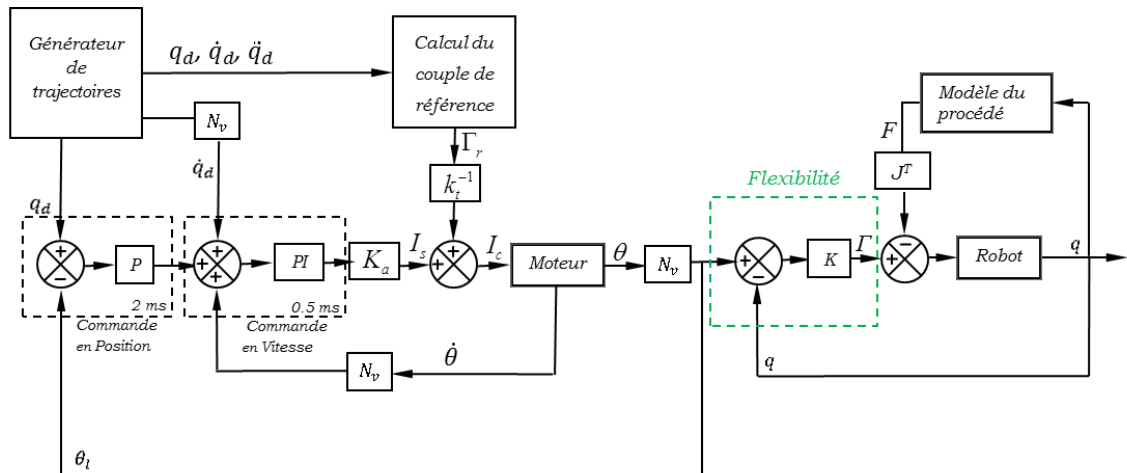 Générateur
de
trajectoires
q_d, q̇_d, q̈_d
Calcul du
couple de
référence
N_v
q̇_d
q_d
Γ_r
k_t^{-1}
Modèle du
procédé
F
J^T
Flexibilité
+
-
P
2 ms
Commande
en Position
+
+
+
PI
0.5 ms
Commande
en Vitesse
K_a
I_s
+
+
I_c
Moteur
θ
N_v
+
-
K
Γ
-
+
Robot
q
N_v
θ̇
q
θ_l